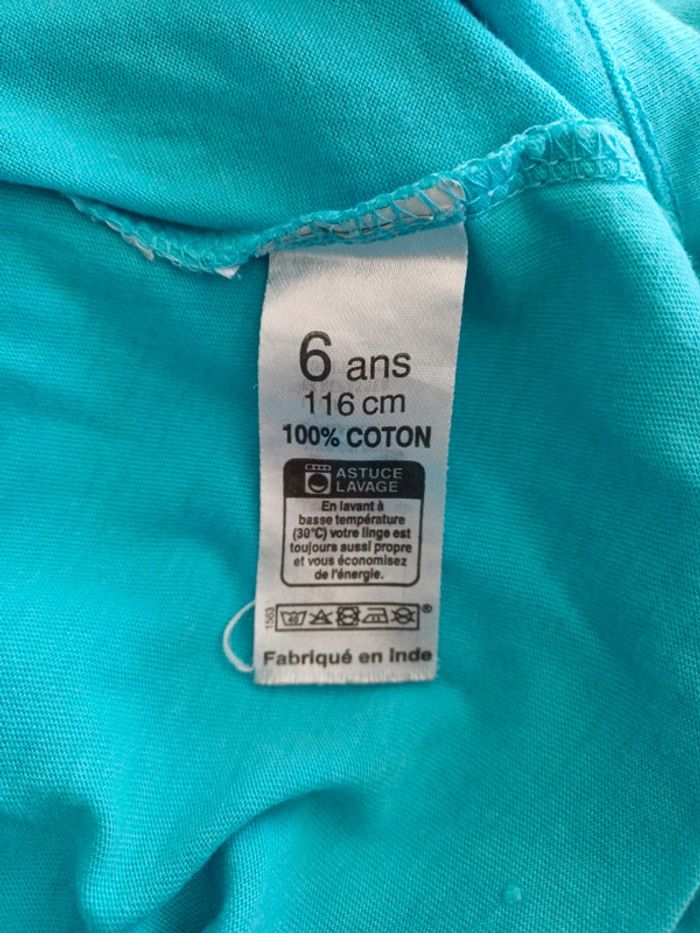 6 ans
116 cm
100% COTON
ASTUCE
LAVAGE
En lavant à
basse température
(30°C) votre linge est
toujours aussi propre
et vous économisez
de l'énergie.
1563
40
®
Fabriqué en Inde